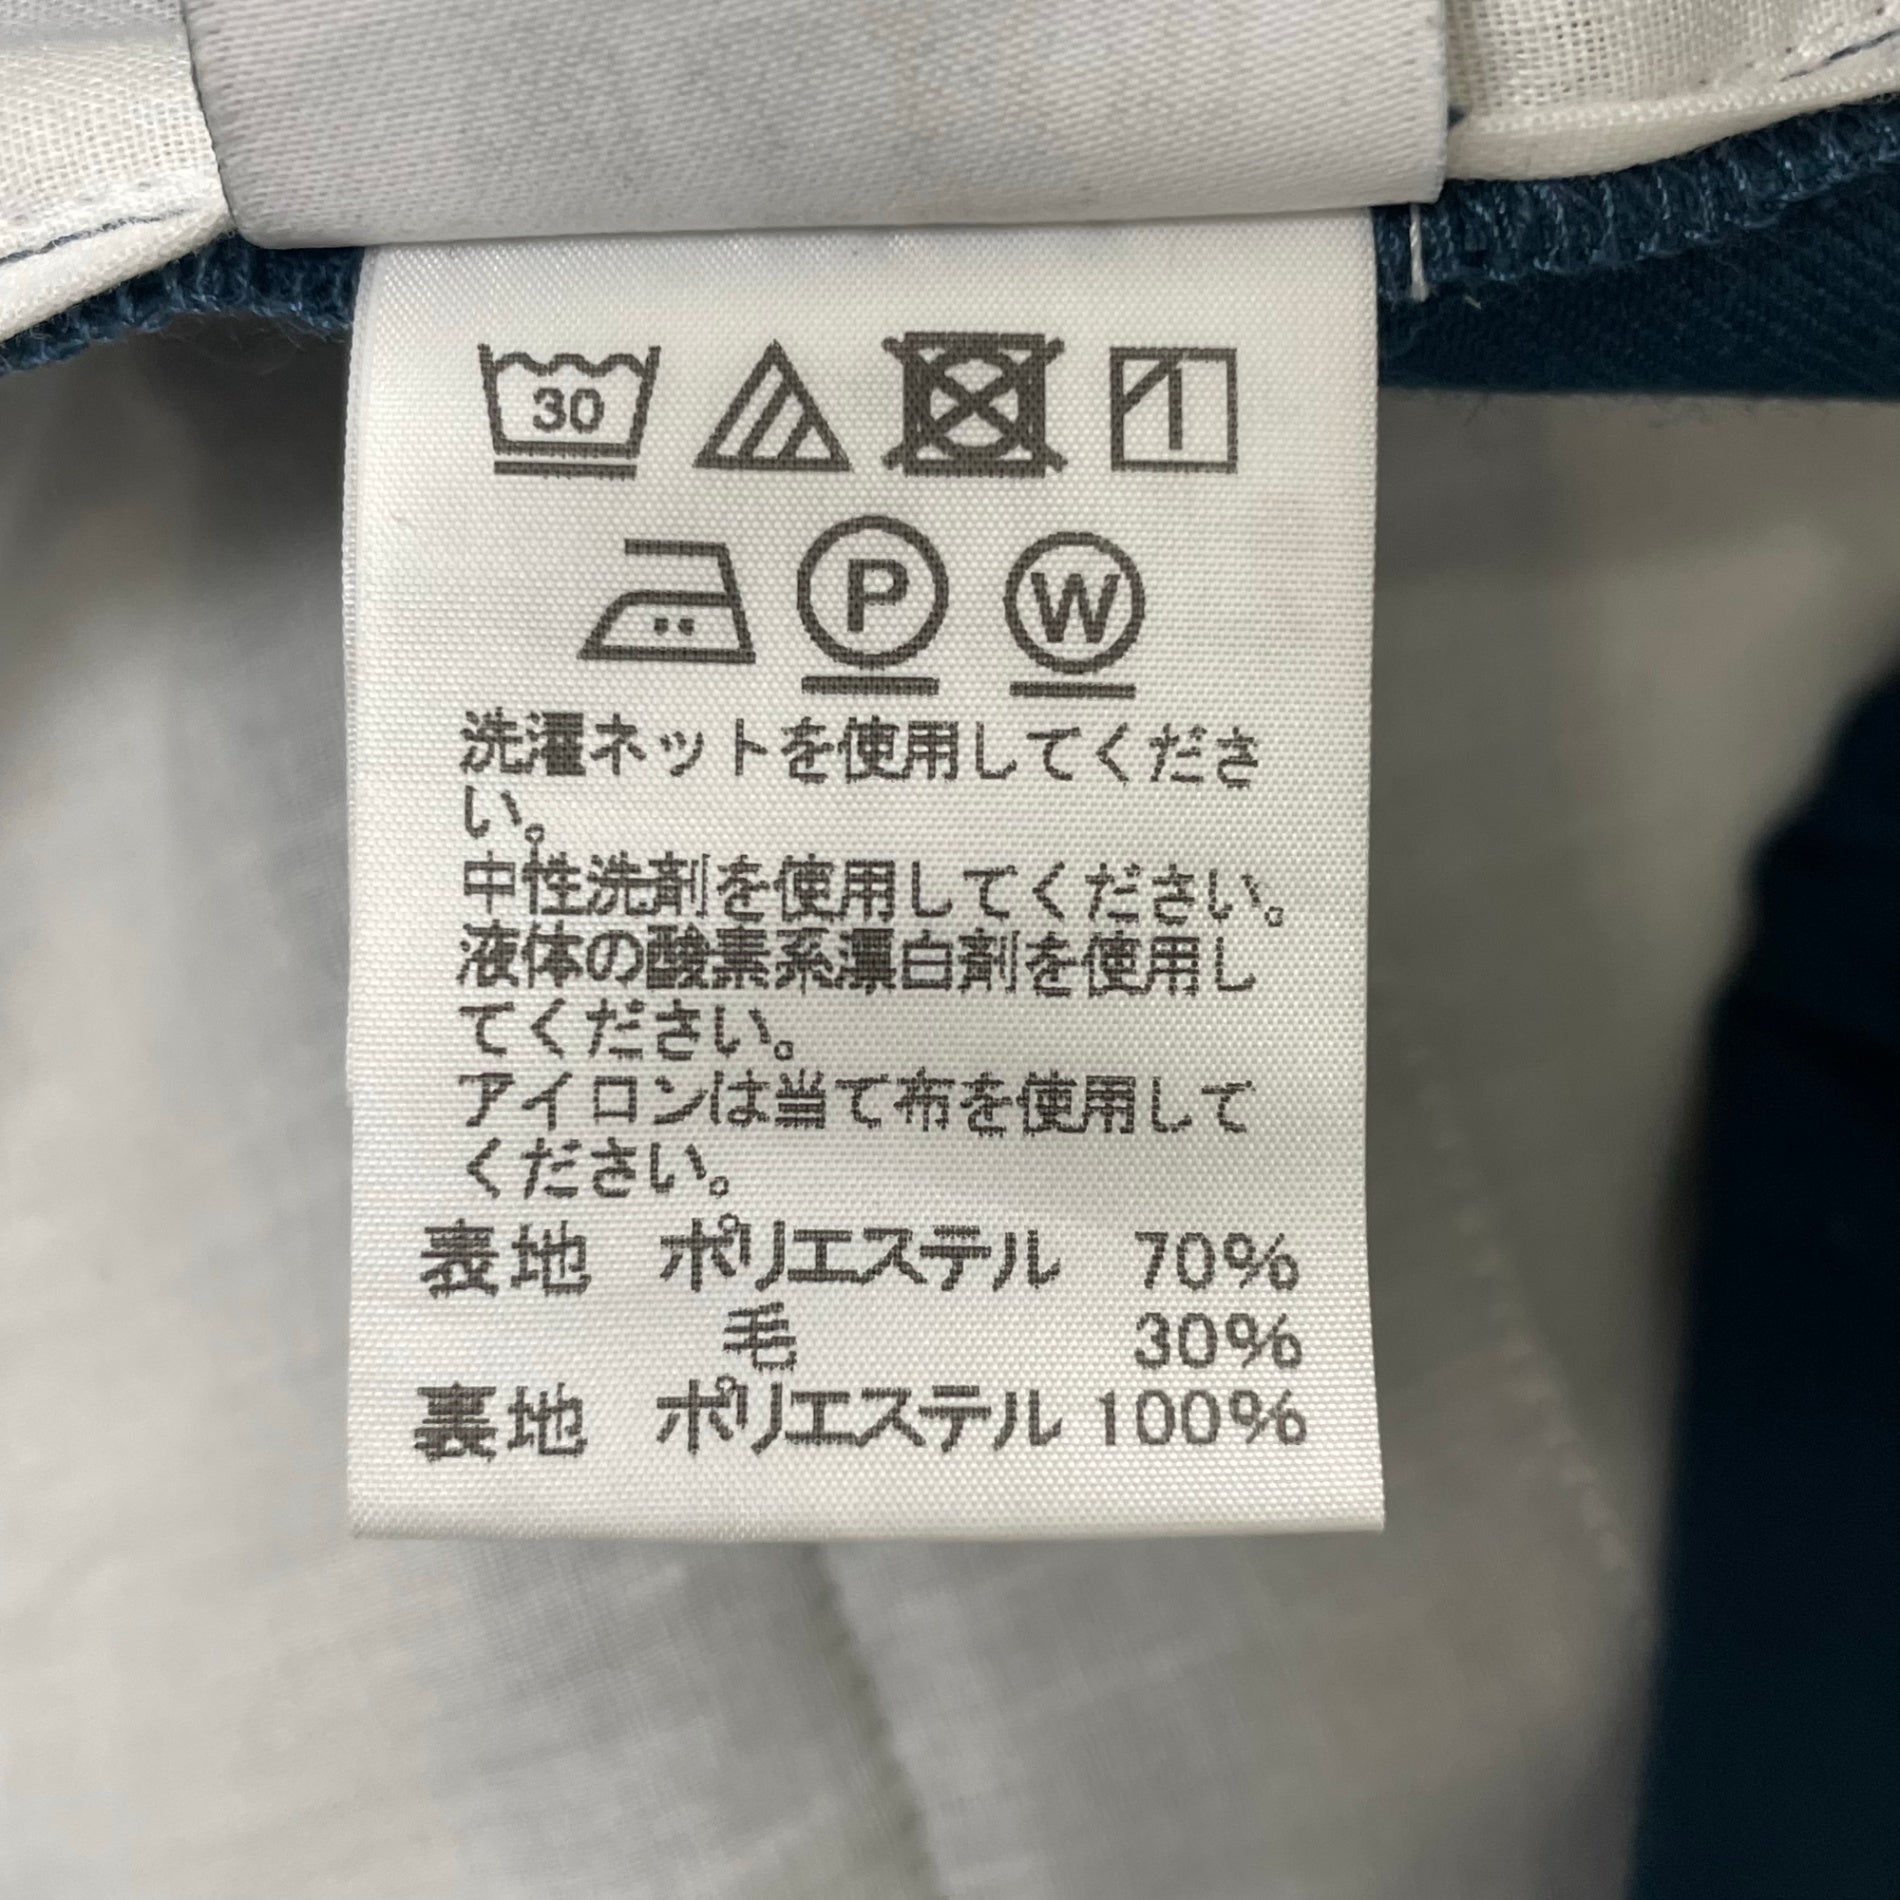 30
P W
洗濯ネットを使用してくださ
い。
中性洗剤を使用してください。
液体の酸素系漂白剤を使用し
てください。
アイロンは当て布を使用して
ください。
表地 ポリエステル 70%
毛 30%
裏地 ポリエステル 100%